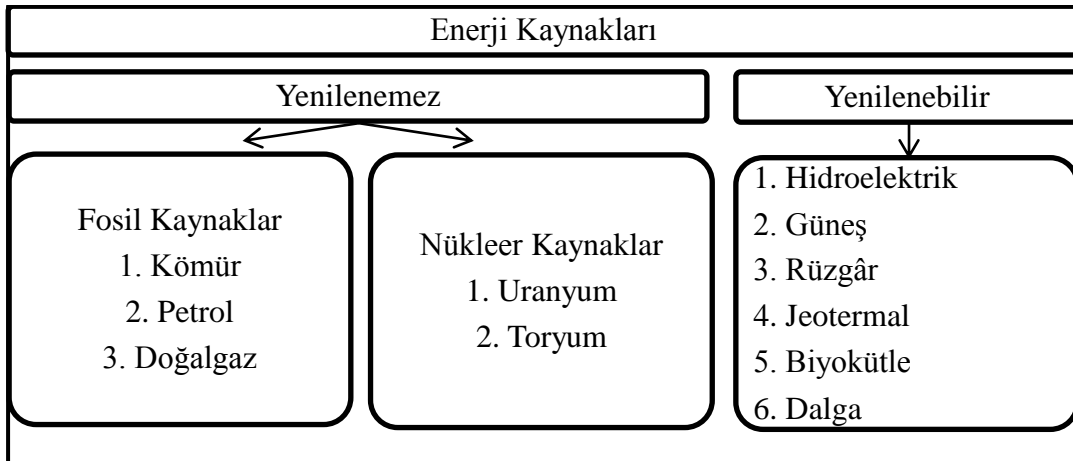 Enerji Kaynakları
Yenilenemez
Yenilenebilir
Fosil Kaynaklar
1. Kömür
2. Petrol
3. Doğalgaz
Nükleer Kaynaklar
1. Uranyum
2. Toryum
1. Hidroelektrik
2. Güneş
3. Rüzgâr
4. Jeotermal
5. Biyokütle
6. Dalga